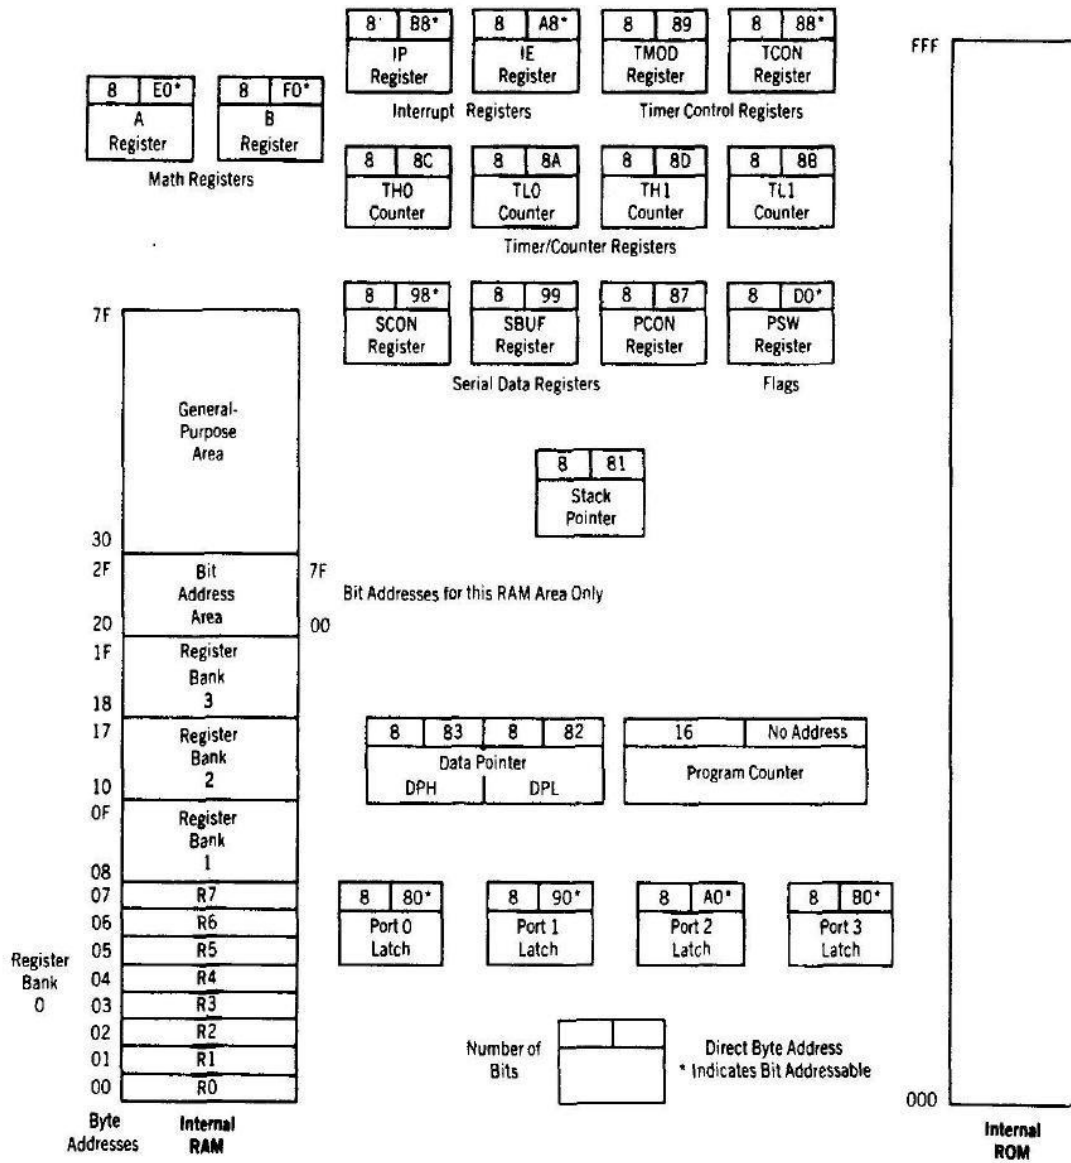 8 B8*
IP
Register
8 A8*
IE
Register
Interrupt Registers
8 89
TMOD
Register
8 88*
TCON
Register
Timer Control Registers
8 E0*
A
Register
8 F0*
B
Register
Math Registers
8 8C
TH0
Counter
8 8A
TL0
Counter
8 8D
TH1
Counter
8 8B
TL1
Counter
Timer/Counter Registers
8 98*
SCON
Register
8 99
SBUF
Register
8 87
PCON
Register
Serial Data Registers
8 D0*
PSW
Register
Flags
8 81
Stack
Pointer
7F
General-
Purpose
Area
30
2F
Bit
Address
Area
20
7F
Bit Addresses for this RAM Area Only
00
1F
Register
Bank
3
18
17
Register
Bank
2
10
0F
Register
Bank
1
08
07 R7
06 R6
05 R5
04 R4
03 R3
02 R2
01 R1
00 R0
Register
Bank
0
Byte
Addresses
Internal
RAM
8 83 8 82
Data Pointer
DPH DPL
16 No Address
Program Counter
8 80*
Port 0
Latch
8 90*
Port 1
Latch
8 A0*
Port 2
Latch
8 B0*
Port 3
Latch
Number of
Bits
Direct Byte Address
* Indicates Bit Addressable
FFF
000
Internal
ROM